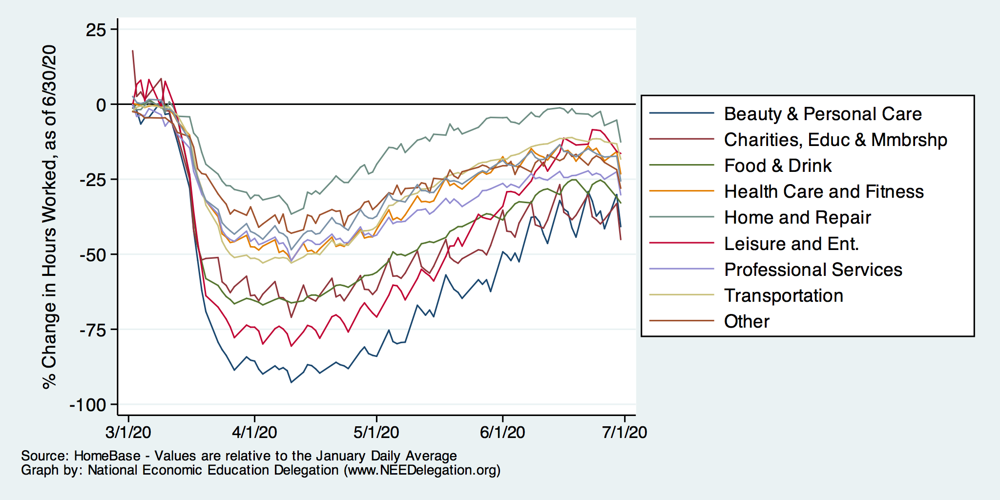 % Change in Hours Worked, as of 6/30/20
25
0
-25
-50
-75
-100
3/1/20 4/1/20 5/1/20 6/1/20 7/1/20
Beauty & Personal Care
Charities, Educ & Mmbrshp
Food & Drink
Health Care and Fitness
Home and Repair
Leisure and Ent.
Professional Services
Transportation
Other
Source: HomeBase - Values are relative to the January Daily Average
Graph by: National Economic Education Delegation (www.NEEDelegation.org)